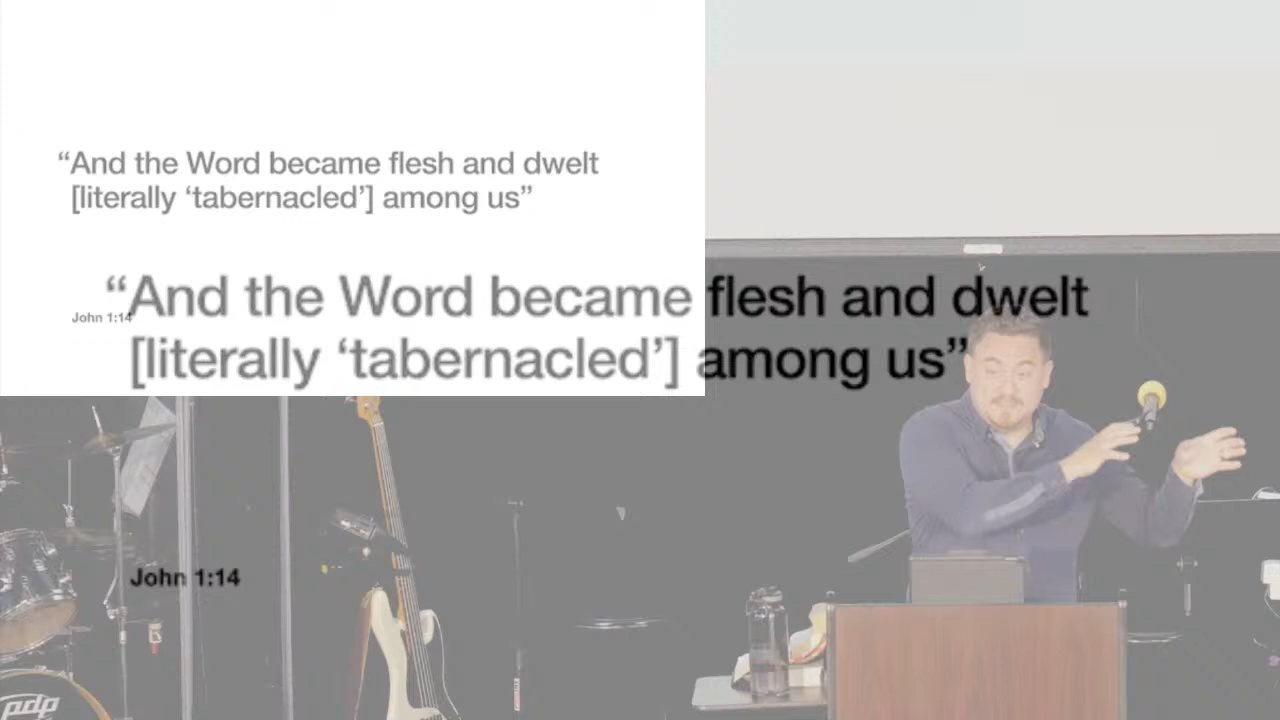 “And the Word became flesh and dwelt
[literally ‘tabernacled’] among us”
John 1:14
“And the Word became flesh and dwelt
[literally ‘tabernacled’] among us”
John 1:14
pdp